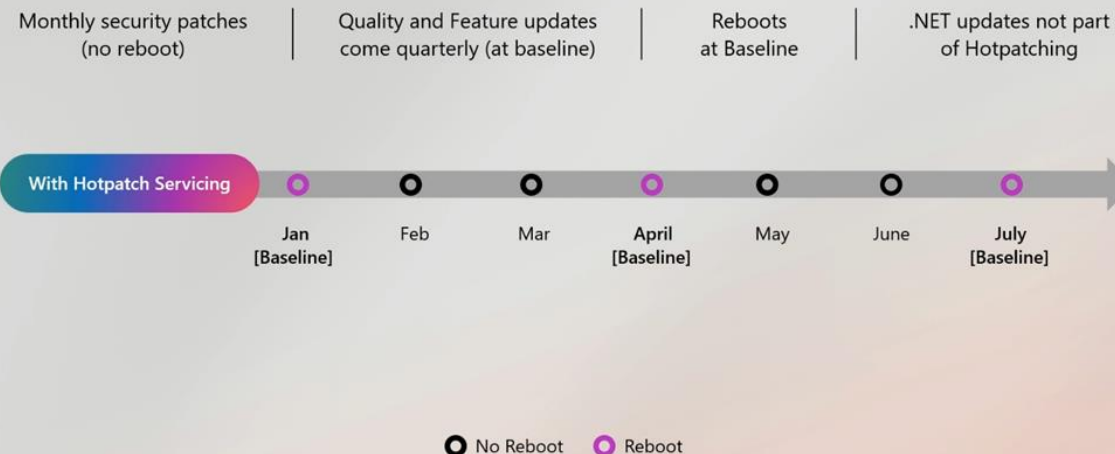 Monthly security patches
(no reboot)
Quality and Feature updates
come quarterly (at baseline)
Reboots
at Baseline
.NET updates not part
of Hotpatching
With Hotpatch Servicing
Jan
[Baseline]
Feb
Mar
April
[Baseline]
May
June
July
[Baseline]
No Reboot
Reboot